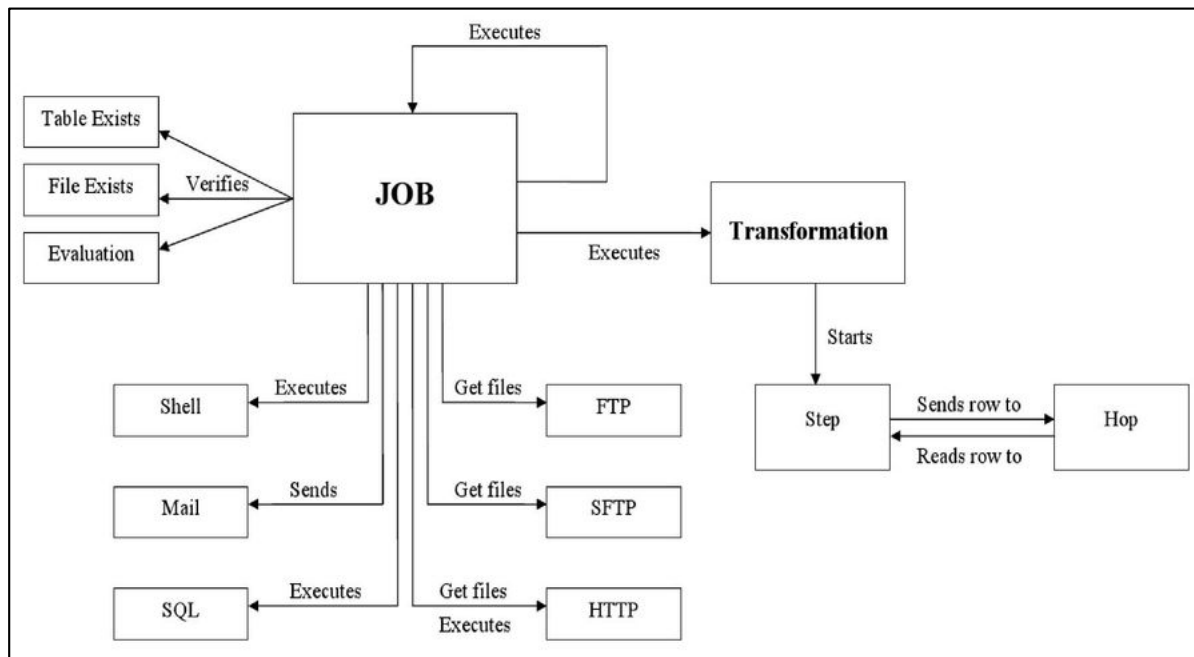 Executes
Table Exists
File Exists
Verifies
Evaluation
JOB
Executes
Transformation
Starts
Step
Sends row to
Reads row to
Hop
Executes
Shell
Get files
FTP
Sends
Mail
Get files
SFTP
Executes
SQL
Get files
Executes
HTTP